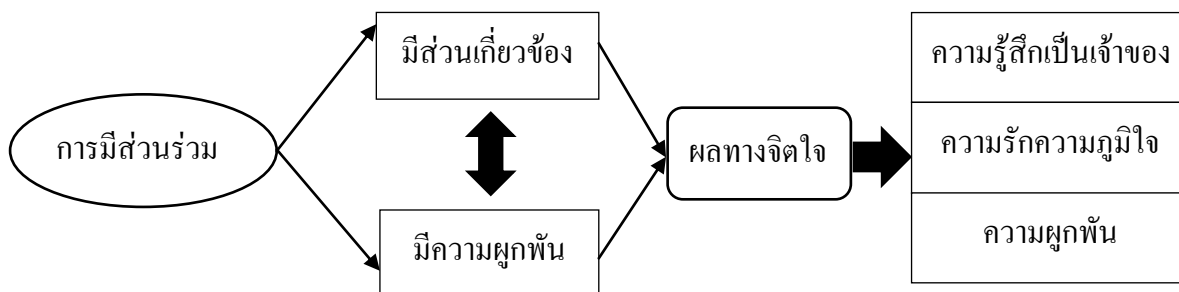 การมีส่วนร่วม
มีส่วนเกี่ยวข้อง
มีความผูกพัน
ผลทางจิตใจ
ความรู้สึกเป็นเจ้าของ
ความรักความภูมิใจ
ความผูกพัน